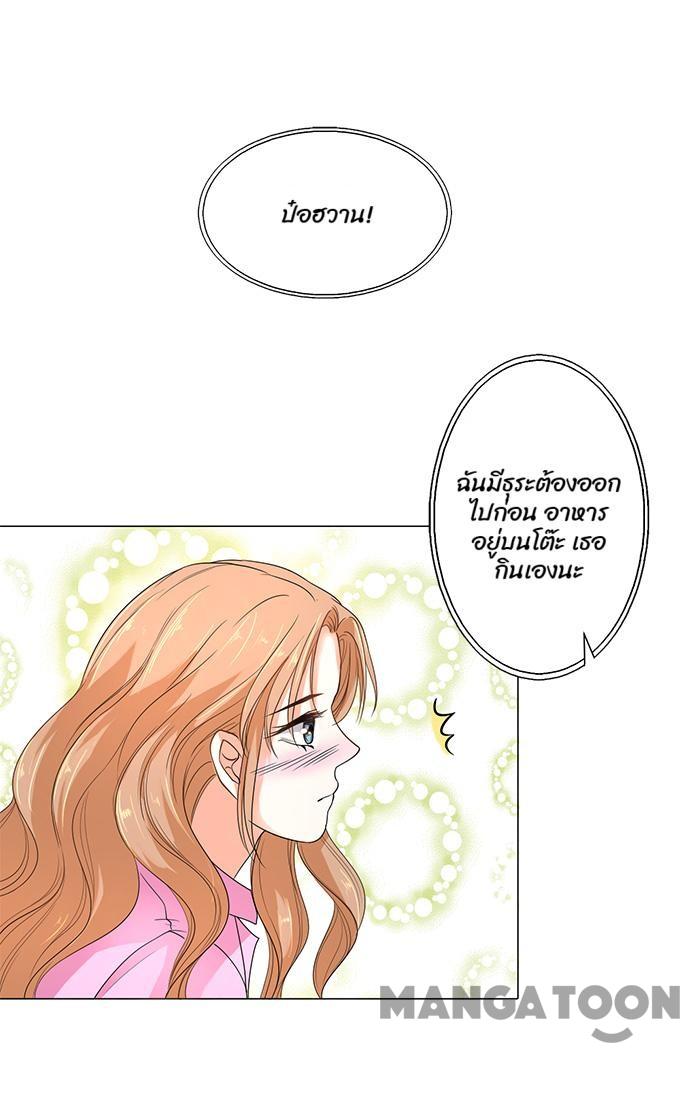 ป๋อฮวาน!
ฉันมีธุระต้องออก
ไปก่อน อาหาร
อยู่บนโต๊ะ เธอ
กินเองนะ
MANGATOON